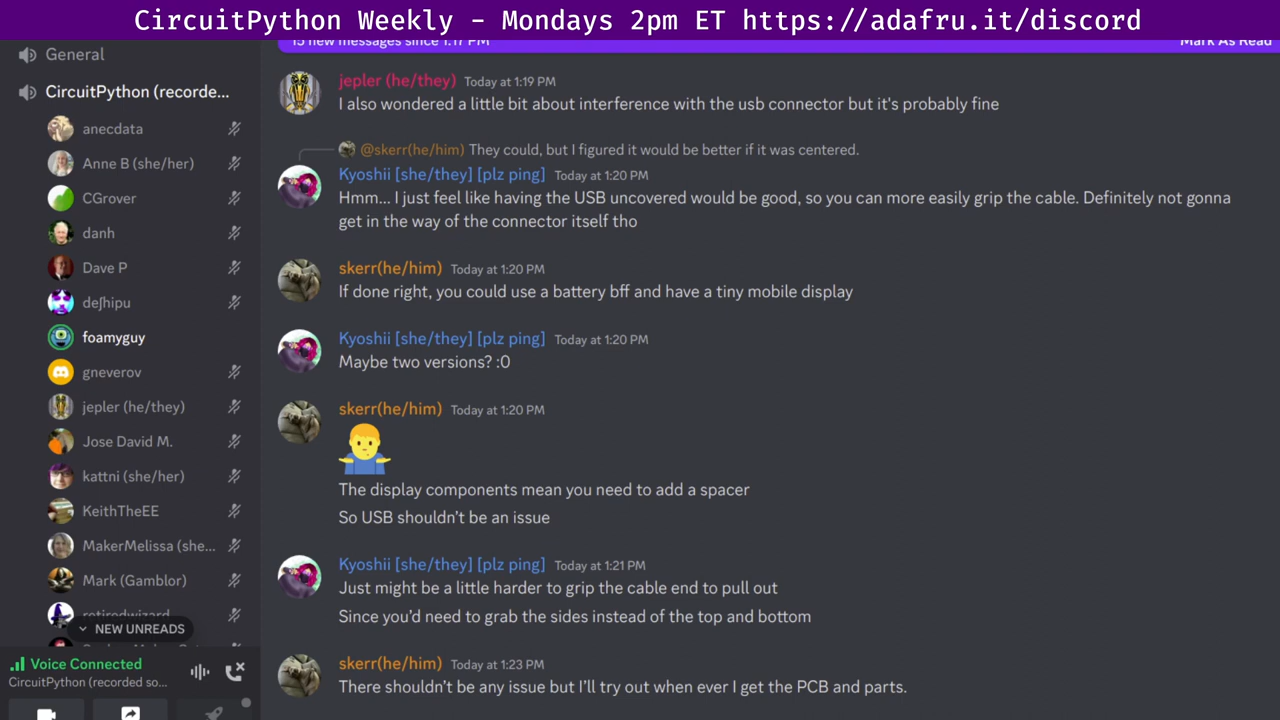 CircuitPython Weekly - Mondays 2pm ET https://adafru.it/discord
General
CircuitPython (recorde...
anecdata
Anne B (she/her)
CGrover
danh
Dave P
deʃhipu
foamyguy
gneverov
jepler (he/they)
Jose David M.
kattni (she/her)
KeithTheEE
MakerMelissa (she...
Mark (Gamblor)
retiredwizard
NEW UNREADS
Voice Connected
CircuitPython (recorded so...
15 new messages since 1:17 PM
Mark As Read
jepler (he/they) Today at 1:19 PM
I also wondered a little bit about interference with the usb connector but it's probably fine
@skerr(he/him) They could, but I figured it would be better if it was centered.
Kyoshii [she/they] [plz ping] Today at 1:20 PM
Hmm... I just feel like having the USB uncovered would be good, so you can more easily grip the cable. Definitely not gonna
get in the way of the connector itself tho
skerr(he/him) Today at 1:20 PM
If done right, you could use a battery bff and have a tiny mobile display
Kyoshii [she/they] [plz ping] Today at 1:20 PM
Maybe two versions? :0
skerr(he/him) Today at 1:20 PM
The display components mean you need to add a spacer
So USB shouldn't be an issue
Kyoshii [she/they] [plz ping] Today at 1:21 PM
Just might be a little harder to grip the cable end to pull out
Since you'd need to grab the sides instead of the top and bottom
skerr(he/him) Today at 1:23 PM
There shouldn't be any issue but I'll try out when ever I get the PCB and parts.